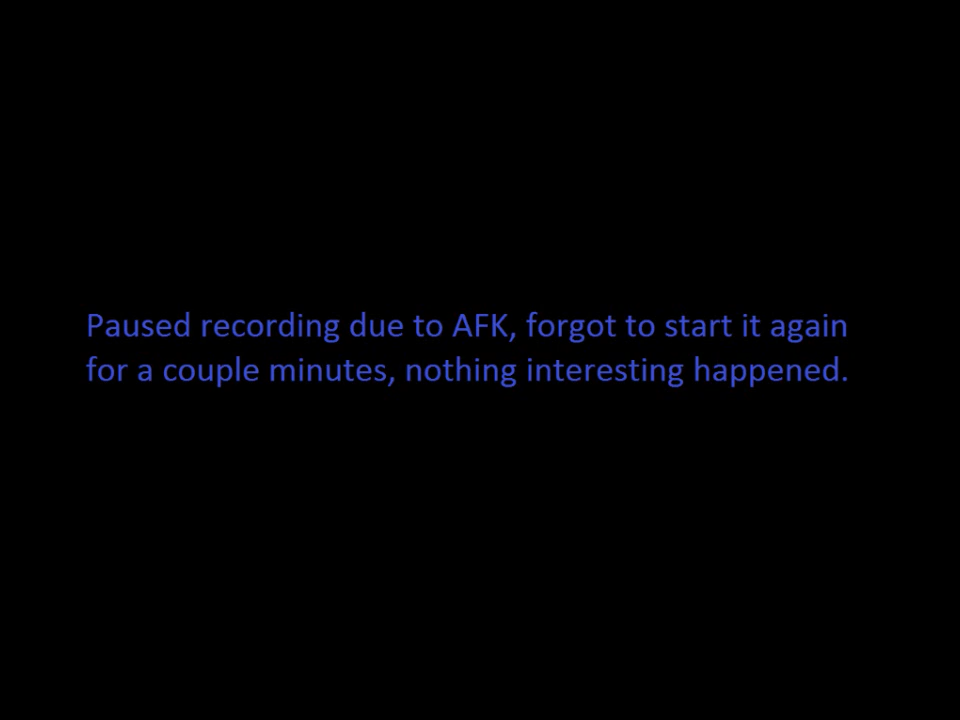 Paused recording due to AFK, forgot to start it again
for a couple minutes, nothing interesting happened.